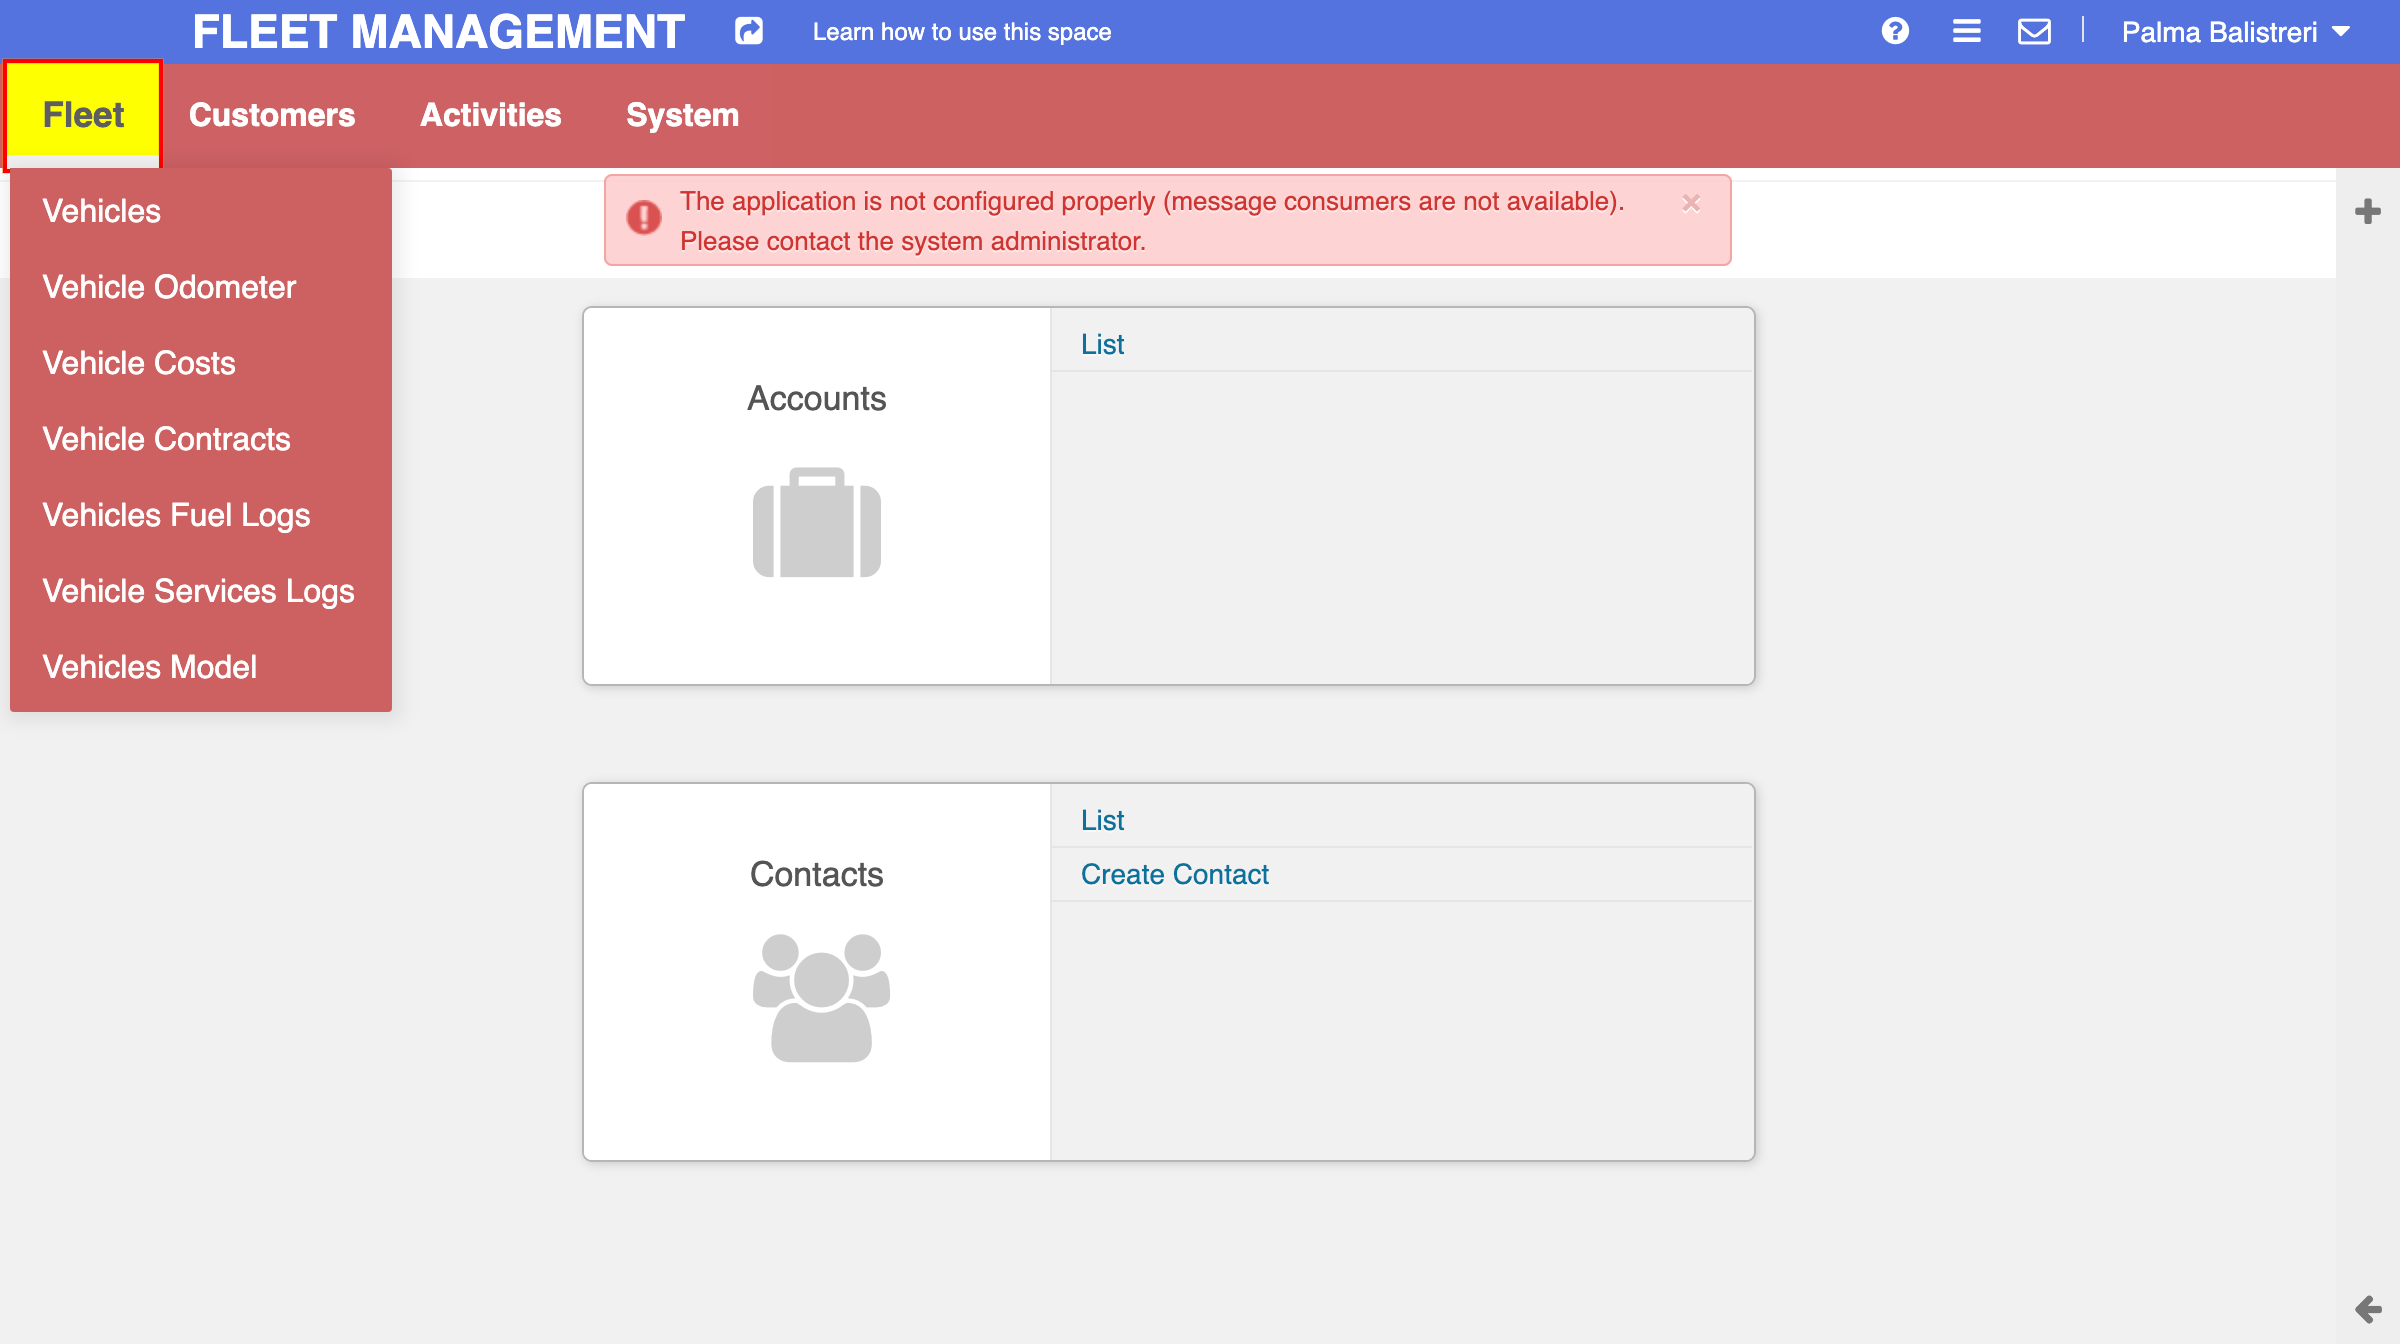 FLEET MANAGEMENT
Learn how to use this space
Palma Balistreri
Fleet
Customers
Activities
System
Vehicles
Vehicle Odometer
Vehicle Costs
Vehicle Contracts
Vehicles Fuel Logs
Vehicle Services Logs
Vehicles Model
The application is not configured properly (message consumers are not available).
Please contact the system administrator.
Accounts
List
Contacts
List
Create Contact